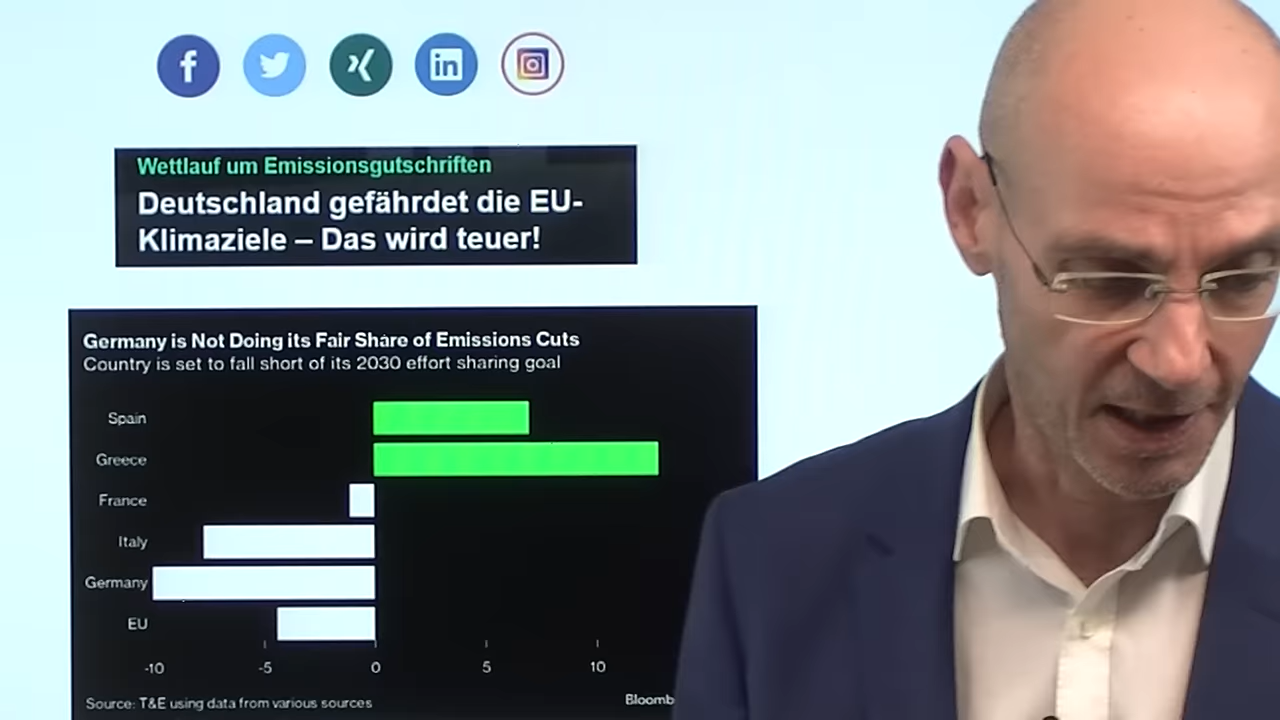 f
in
Wettlauf um Emissionsgutschriften
Deutschland gefährdet die EU-
Klimaziele – Das wird teuer!
Germany is Not Doing its Fair Share of Emissions Cuts
Country is set to fall short of its 2030 effort sharing goal
Spain
Greece
France
Italy
Germany
EU
-10 -5 0 5 10
Source: T&E using data from various sources
Bloomb